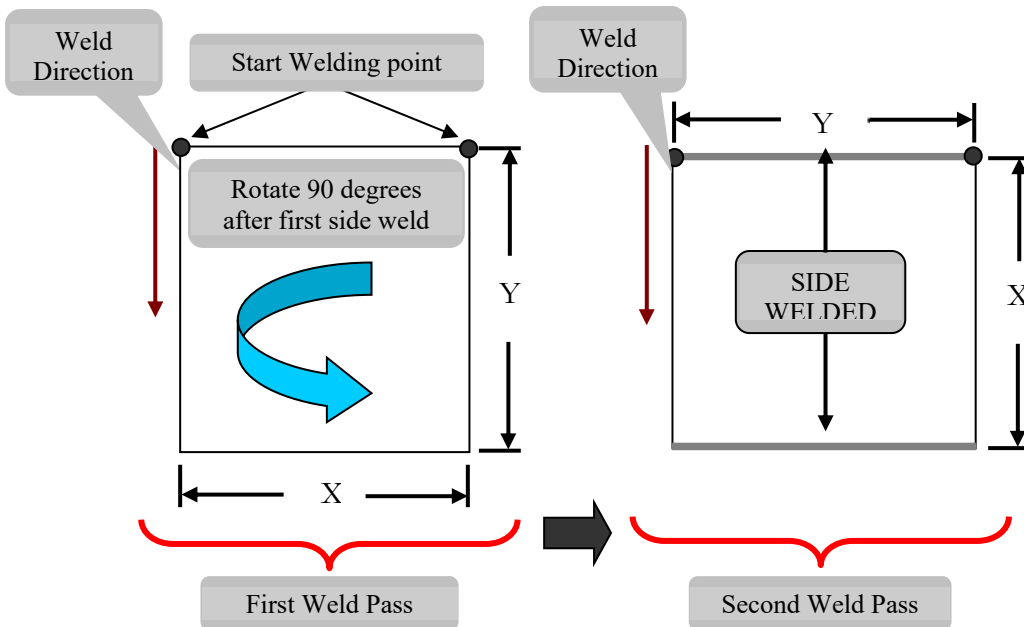 Weld
Direction
Start Welding point
Rotate 90 degrees
after first side weld
Y
X
First Weld Pass
Weld
Direction
Y
SIDE
WELDED
X
Second Weld Pass